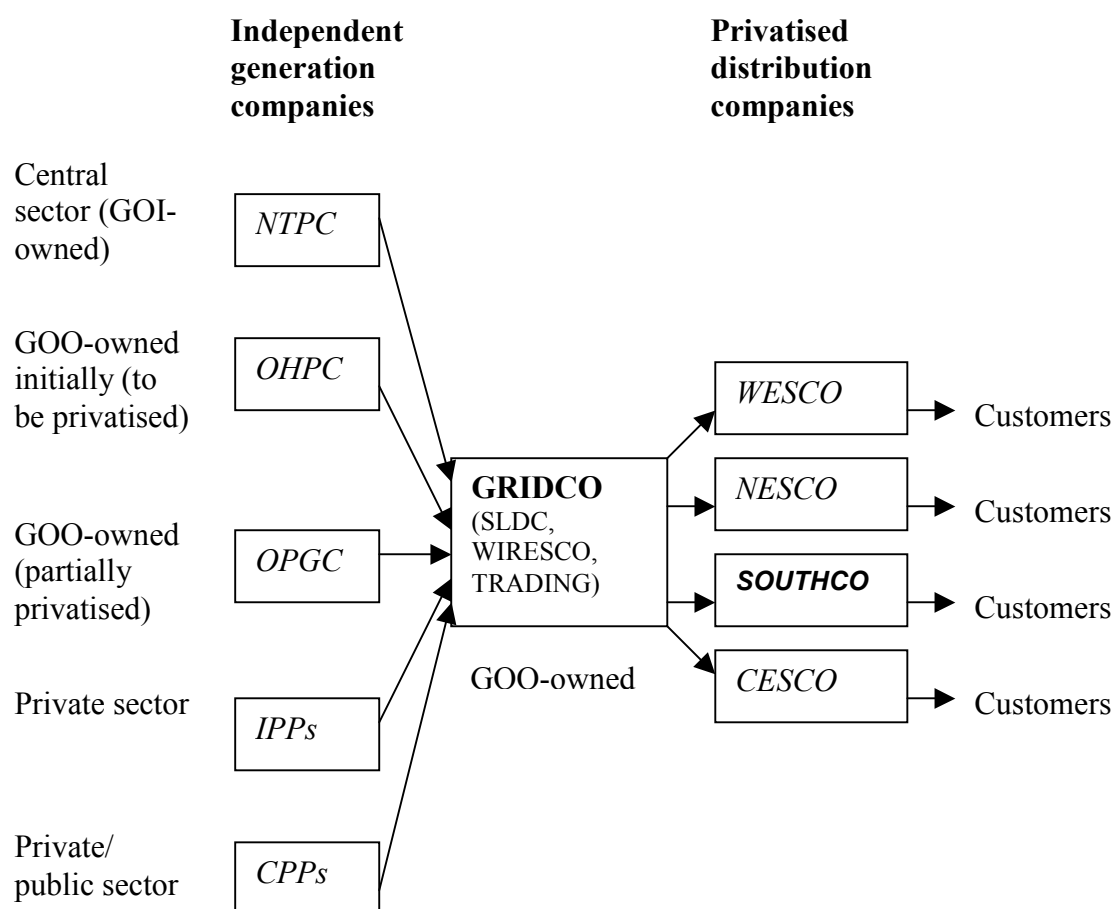 Independent
generation
companies
Privatised
distribution
companies
Central
sector (GOI-
owned)
NTPC
GOO-owned
initially (to
be privatised)
OHPC
GOO-owned
(partially
privatised)
OPGC
Private sector
IPPs
Private/
public sector
CPPs
GRIDCO
(SLDC,
WIRESCO,
TRADING)
GOO-owned
WESCO
Customers
NESCO
Customers
SOUTHCO
Customers
CESCO
Customers